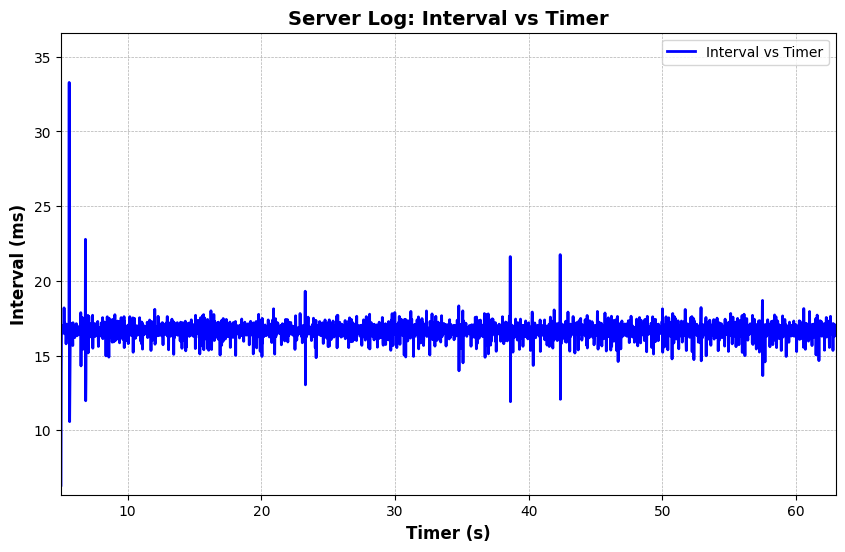 Server Log: Interval vs Timer
Interval vs Timer
35
30
25
20
15
10
Interval (ms)
10 20 30 40 50 60
Timer (s)